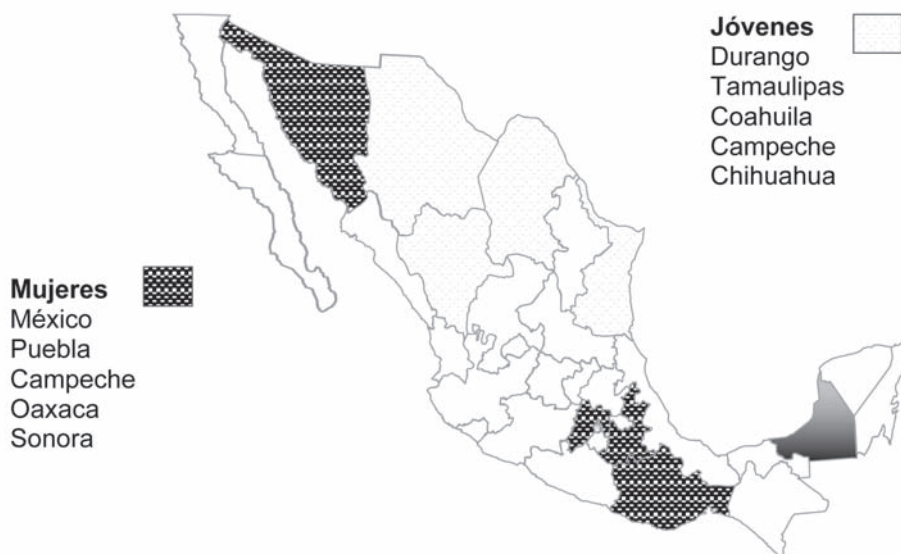 Jóvenes
Durango
Tamaulipas
Coahuila
Campeche
Chihuahua
Mujeres
México
Puebla
Campeche
Oaxaca
Sonora